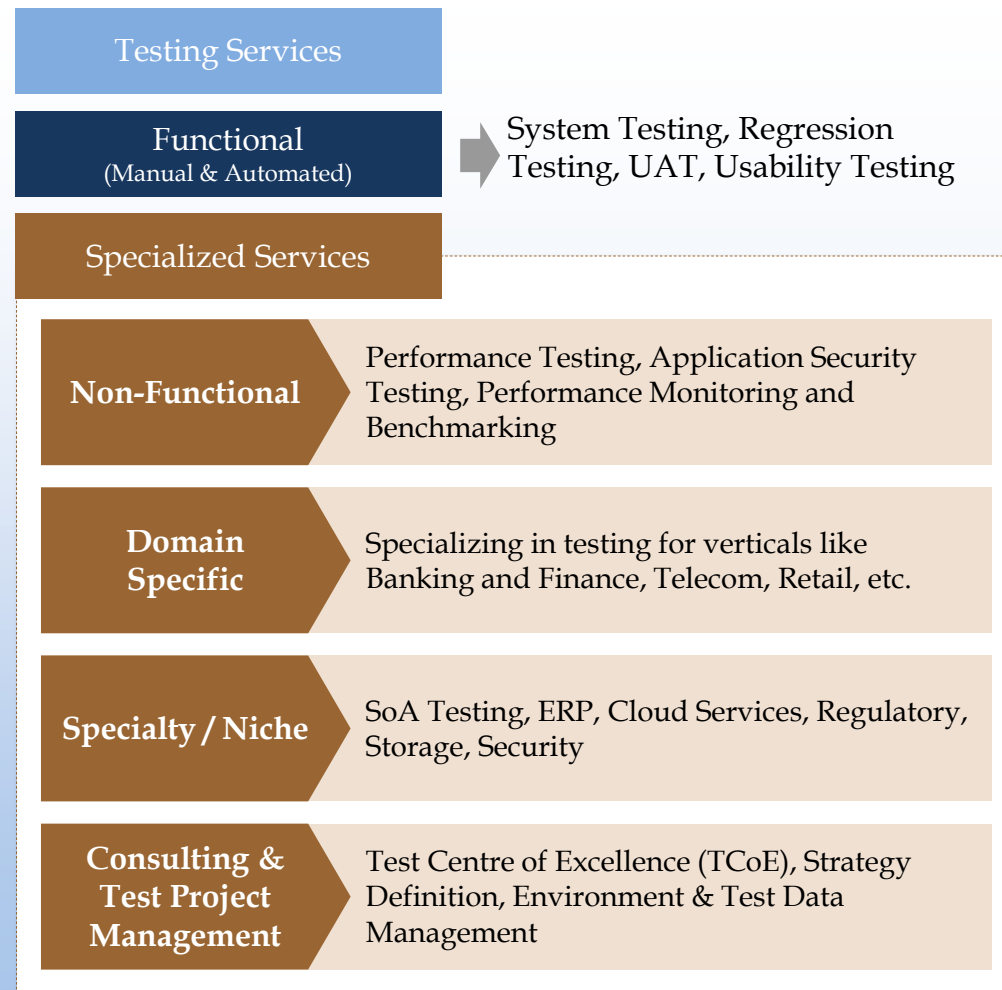 Testing Services
Functional
(Manual & Automated)
System Testing, Regression
Testing, UAT, Usability Testing
Specialized Services
Non-Functional
Performance Testing, Application Security
Testing, Performance Monitoring and
Benchmarking
Domain
Specific
Specializing in testing for verticals like
Banking and Finance, Telecom, Retail, etc.
Specialty / Niche
SoA Testing, ERP, Cloud Services, Regulatory,
Storage, Security
Consulting &
Test Project
Management
Test Centre of Excellence (TCoE), Strategy
Definition, Environment & Test Data
Management